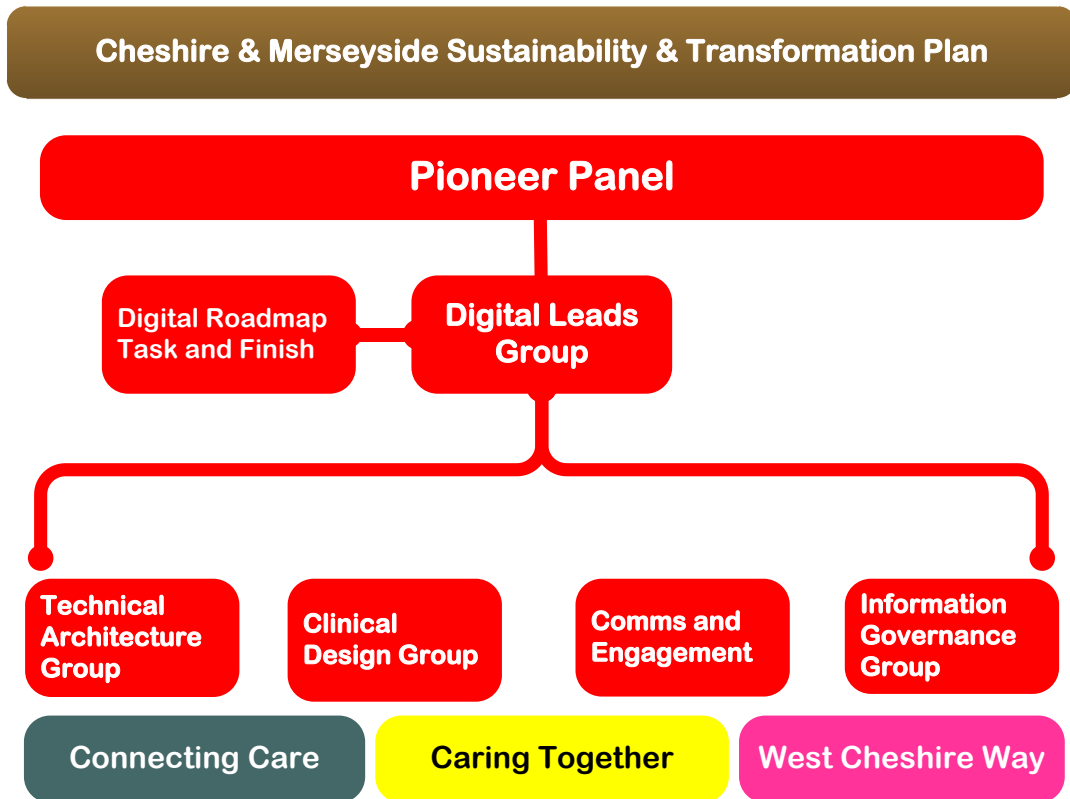 Cheshire & Merseyside Sustainability & Transformation Plan
Pioneer Panel
Digital Roadmap
Task and Finish
Digital Leads
Group
Technical
Architecture
Group
Clinical
Design Group
Comms and
Engagement
Information
Governance
Group
Connecting Care
Caring Together
West Cheshire Way